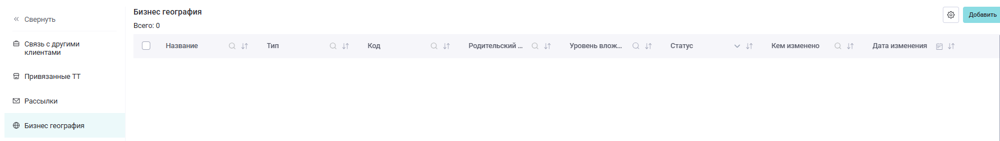 Свернуть
Связь с другими
клиентами
Привязанные ТТ
Рассылки
Бизнес география
Бизнес география
Всего: 0
Добавить
Название Тип Код Родительский ... Уровень влож... Статус Кем изменено Дата изменения